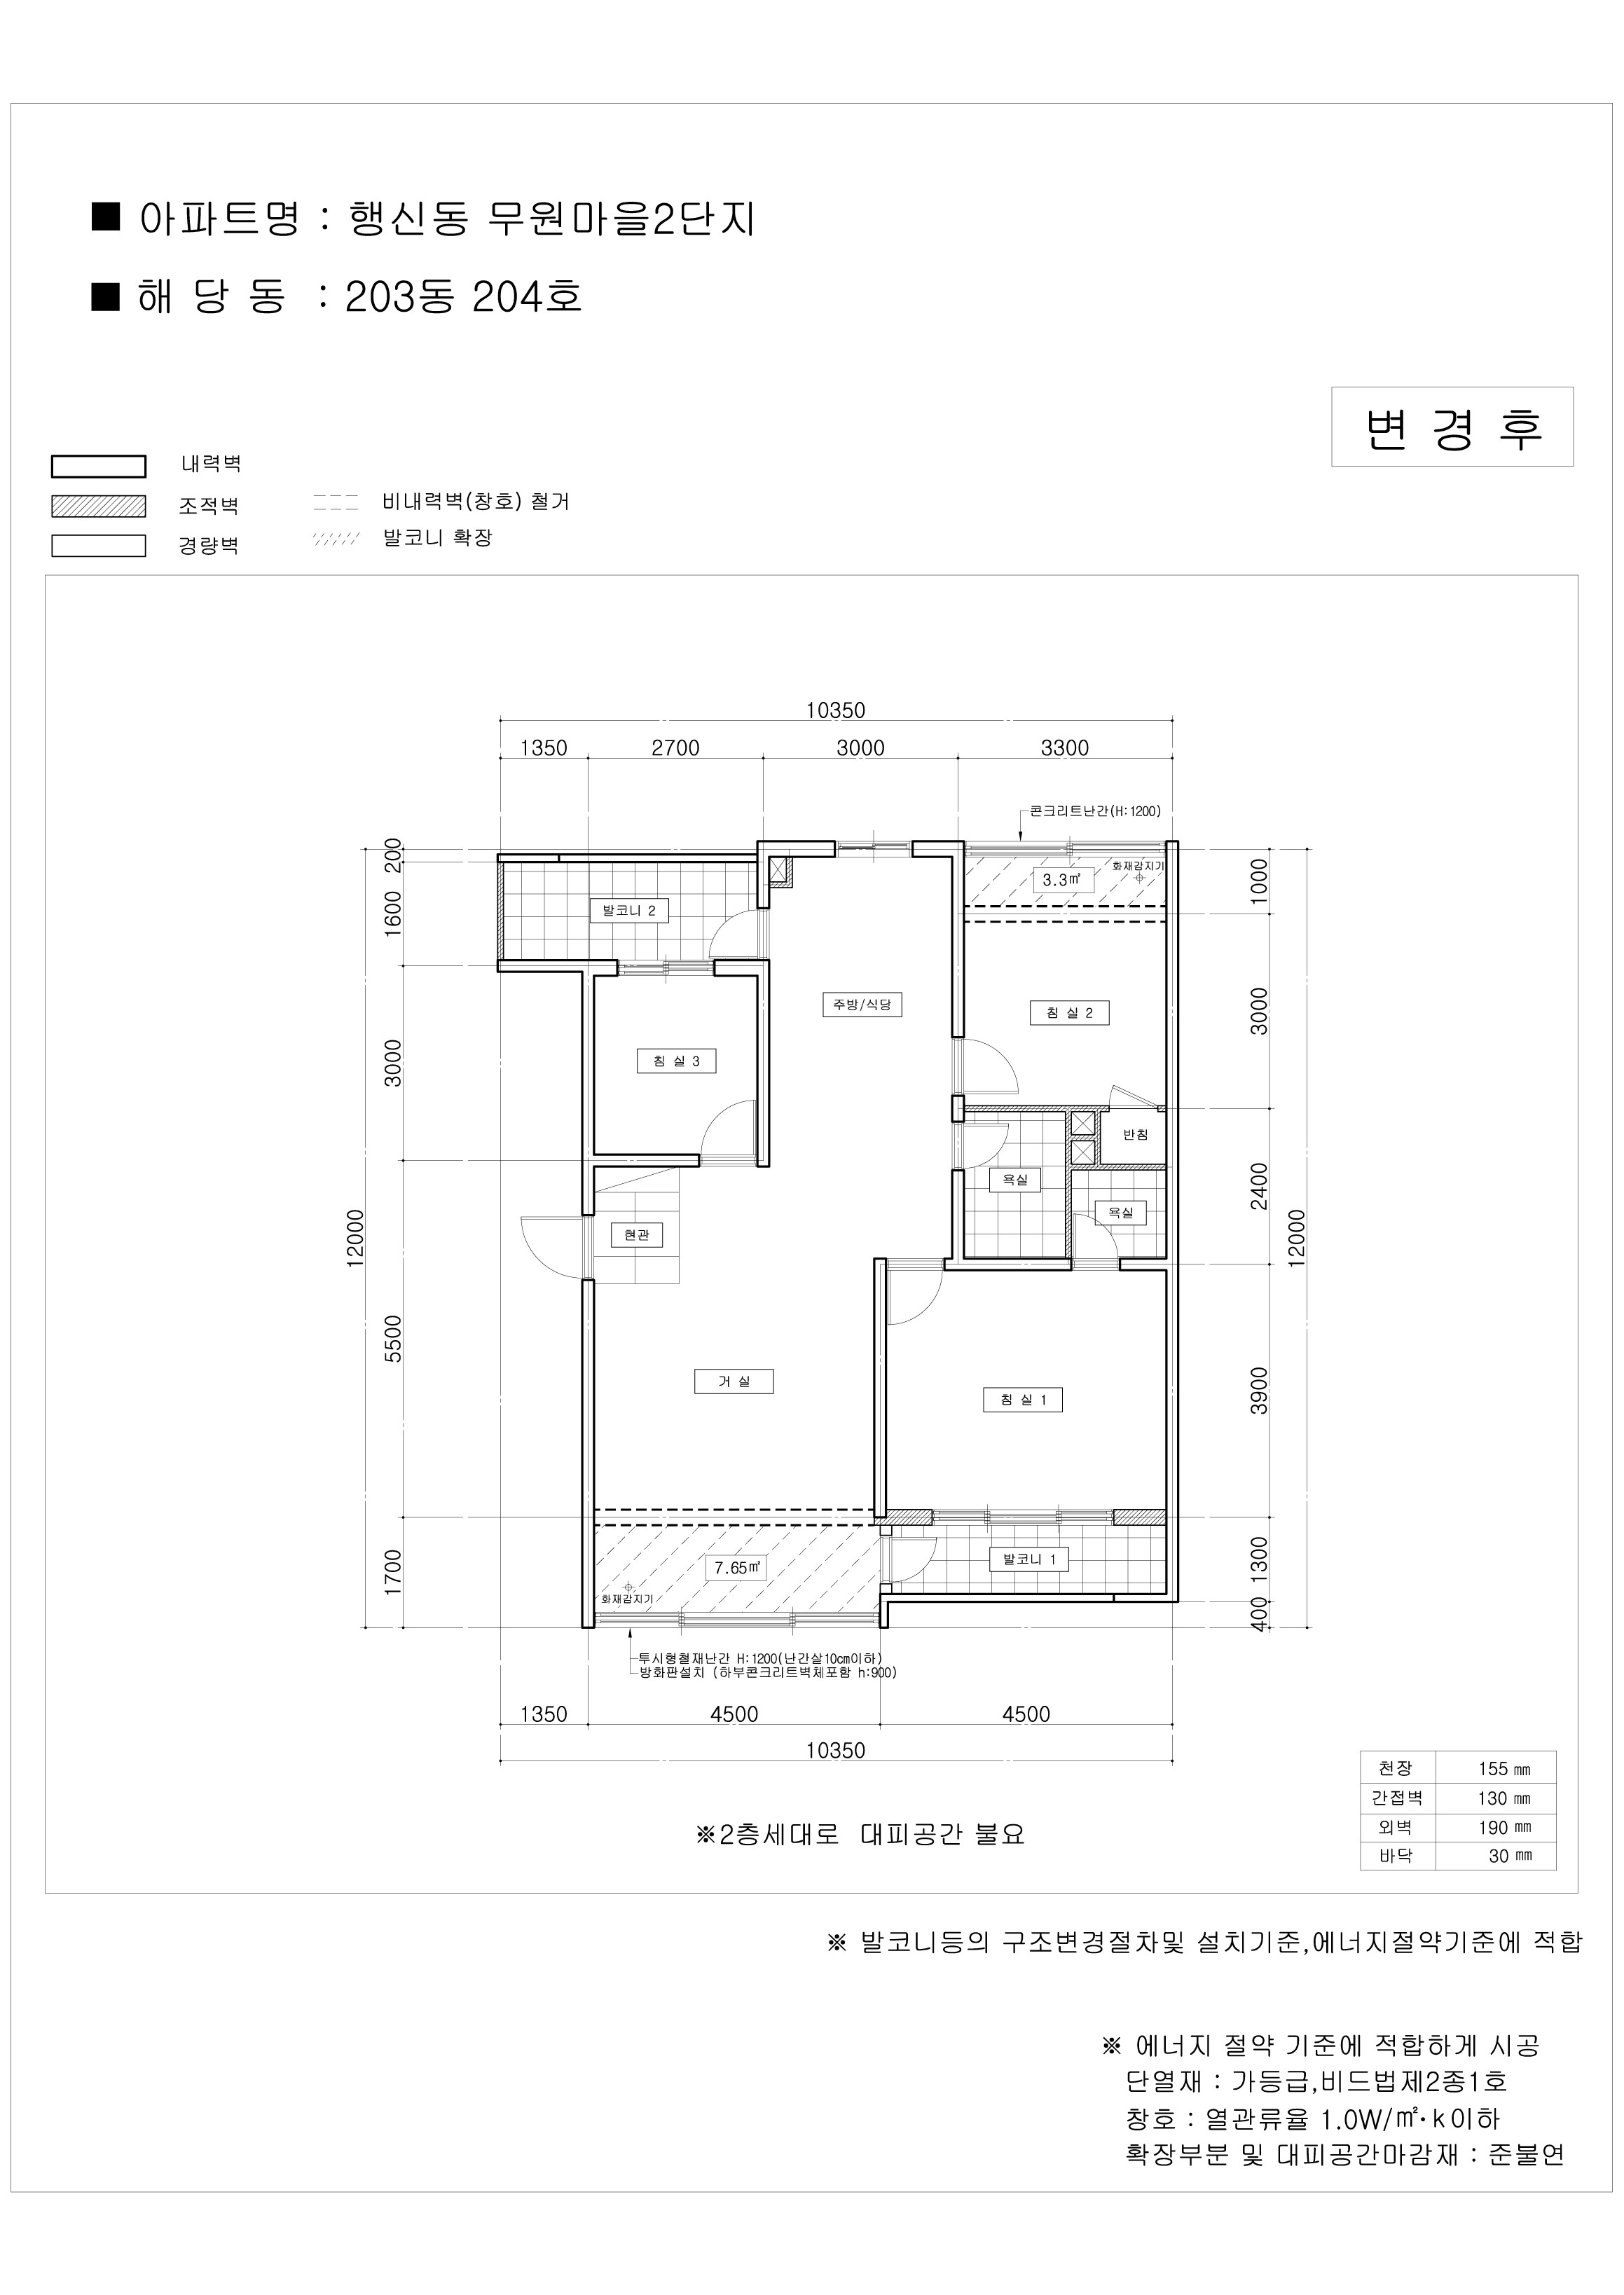 ■ 아파트명 : 행신동 무원마을2단지
■ 해 당 동 : 203동 204호
변 경 후
내력벽
조적벽
경량벽
비내력벽(창호) 철거
발코니 확장
10350
1350 2700 3000 3300
콘크리트난간(H:1200)
화재감지기
3.3㎡
발코니 2
주방/식당
침 실 2
침 실 3
반침
욕실
욕실
현관
거 실
침 실 1
발코니 1
7.65㎡
화재감지기
투시형철재난간 H:1200(난간살10cm이하)
방화판설치 (하부콘크리트벽체포함 h:900)
200
1600
3000
5500
1700
12000
1000
3000
2400
3900
1300
400
12000
1350 4500 4500
10350
※2층세대로 대피공간 불요
천장 155 ㎜
간접벽 130 ㎜
외벽 190 ㎜
바닥 30 ㎜
※ 발코니등의 구조변경절차및 설치기준,에너지절약기준에 적합
※ 에너지 절약 기준에 적합하게 시공
단열재 : 가등급,비드법제2종1호
창호 : 열관류율 1.0W/㎡·k이하
확장부분 및 대피공간마감재 : 준불연